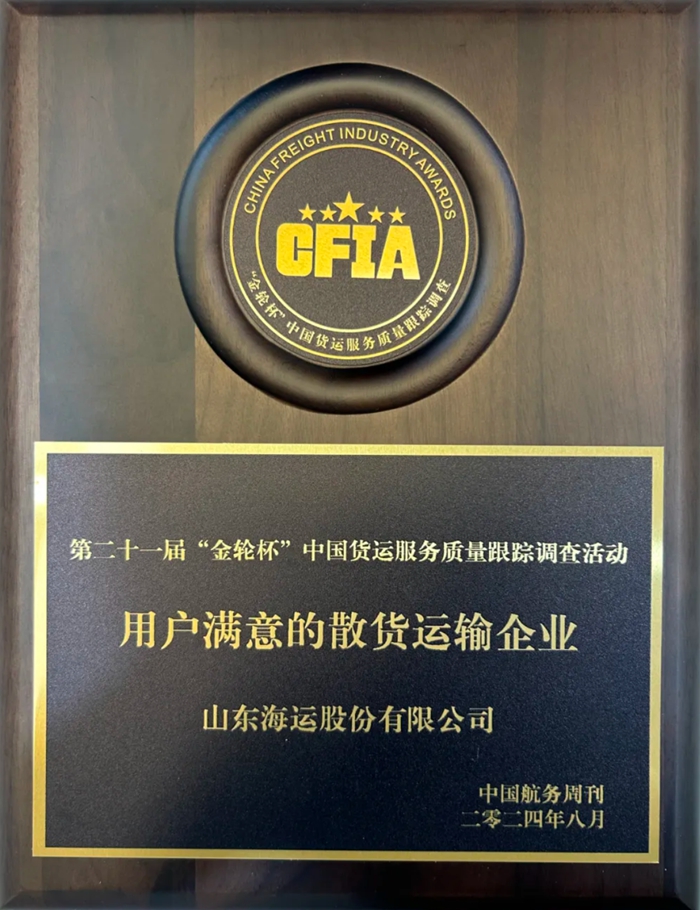 CHINA FREIGHT INDUSTRY AWARDS
CFIA
“金轮杯”中国货运服务质量跟踪调查
第二十一届“金轮杯”中国货运服务质量跟踪调查活动
用户满意的散货运输企业
山东海运股份有限公司
中国航务周刊
二零二四年八月